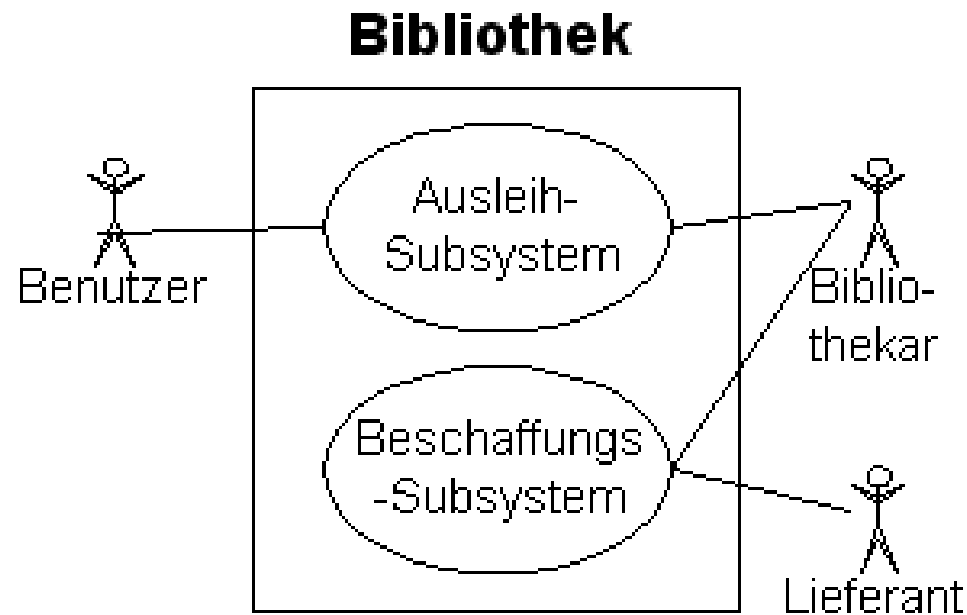 Bibliothek
Ausleih-
Subsystem
Benutzer
Biblio-
thekar
Beschaffungs
-Subsystem
Lieferant